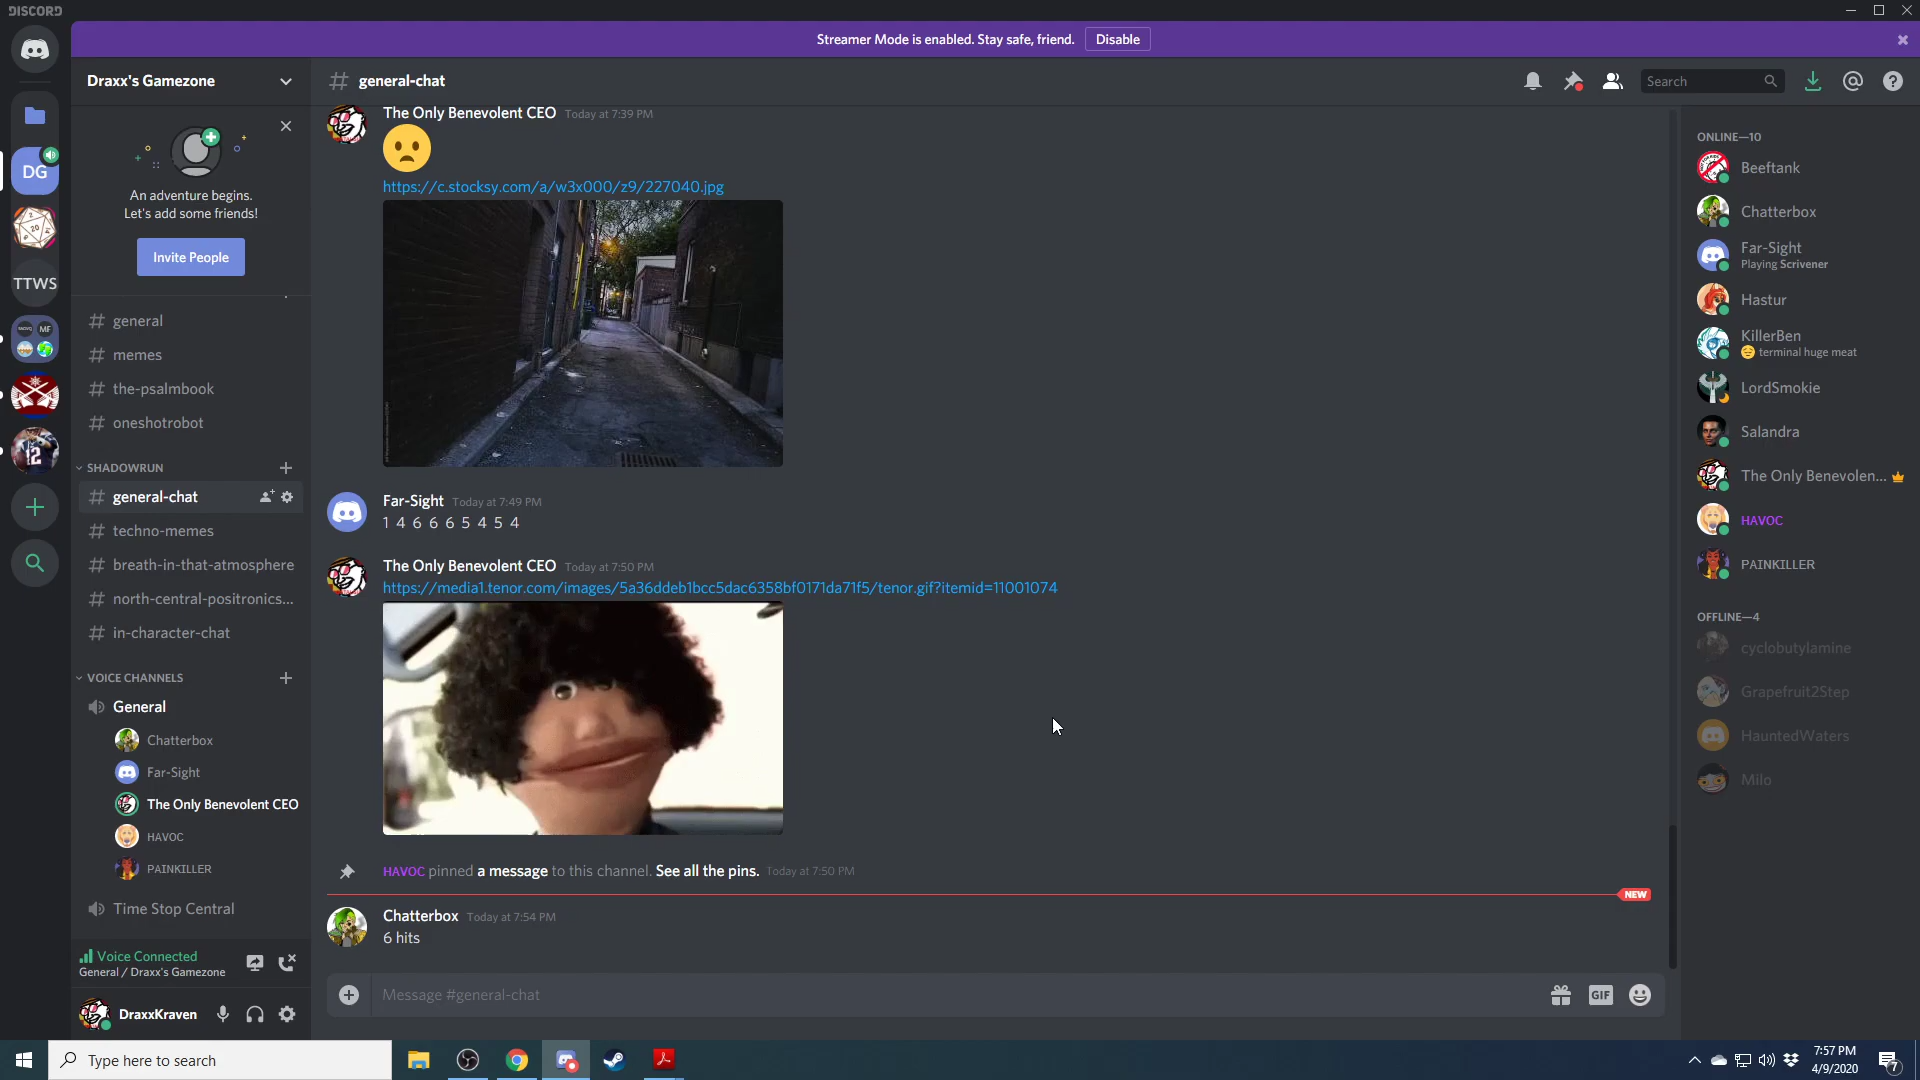 DISCORD
Streamer Mode is enabled. Stay safe, friend.
Disable
Draxx's Gamezone
general-chat
Search
An adventure begins.
Let's add some friends!
Invite People
DG
20
TTWS
MF
12
general
memes
the-psalmbook
oneshotrobot
SHADOWRUN
general-chat
techno-memes
breath-in-that-atmosphere
north-central-positronics...
in-character-chat
VOICE CHANNELS
General
Chatterbox
Far-Sight
The Only Benevolent CEO
HAVOC
PAINKILLER
Time Stop Central
Voice Connected
General / Draxx's Gamezone
DraxxKraven
The Only Benevolent CEO Today at 7:39 PM
https://c.stocksy.com/a/w3x000/z9/227040.jpg
Far-Sight Today at 7:49 PM
1 4 6 6 6 5 4 5 4
The Only Benevolent CEO Today at 7:50 PM
https://media1.tenor.com/images/5a36ddeb1bcc5dac6358bf0171da71f5/tenor.gif?itemid=11001074
HAVOC pinned a message to this channel. See all the pins. Today at 7:50 PM
NEW
Chatterbox Today at 7:54 PM
6 hits
Message #general-chat
GIF
ONLINE—10
Beeftank
Chatterbox
Far-Sight
Playing Scrivener
Hastur
KillerBen
terminal huge meat
LordSmokie
Salandra
The Only Benevolen...
HAVOC
PAINKILLER
OFFLINE—4
cyclobutylamine
Grapefruit2Step
HauntedWaters
Milo
Type here to search
7:57 PM
4/9/2020
7